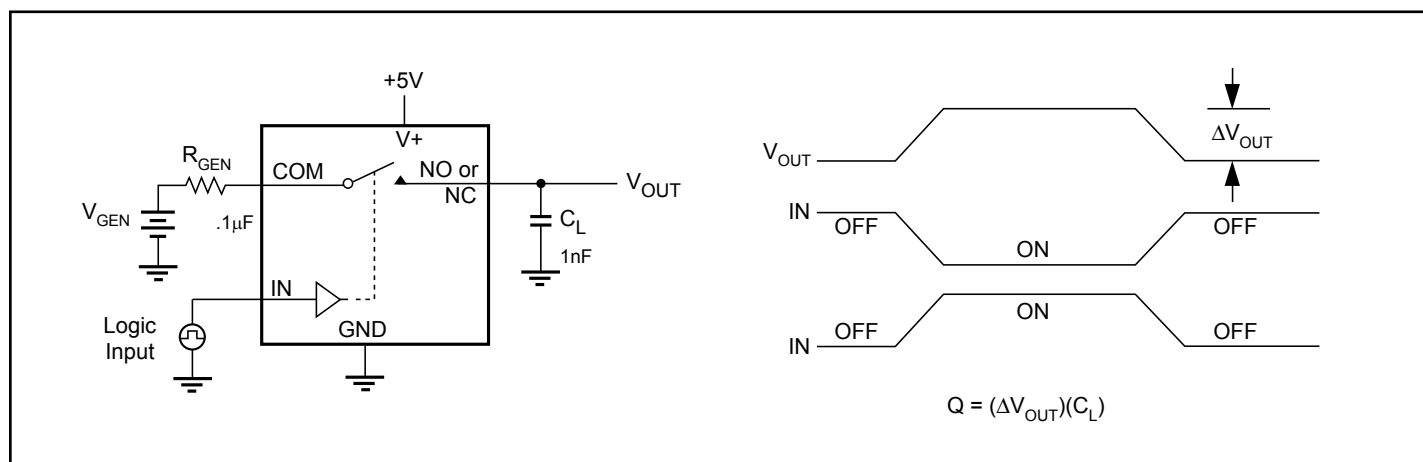 +5V
V+
R_GEN
COM
NO or
NC
V_OUT
V_GEN
.1μF
C_L
1nF
IN
Logic
Input
GND
V_OUT
ΔV_OUT
IN
OFF
ON
OFF
IN
OFF
ON
OFF
Q = (ΔV_OUT)(C_L)